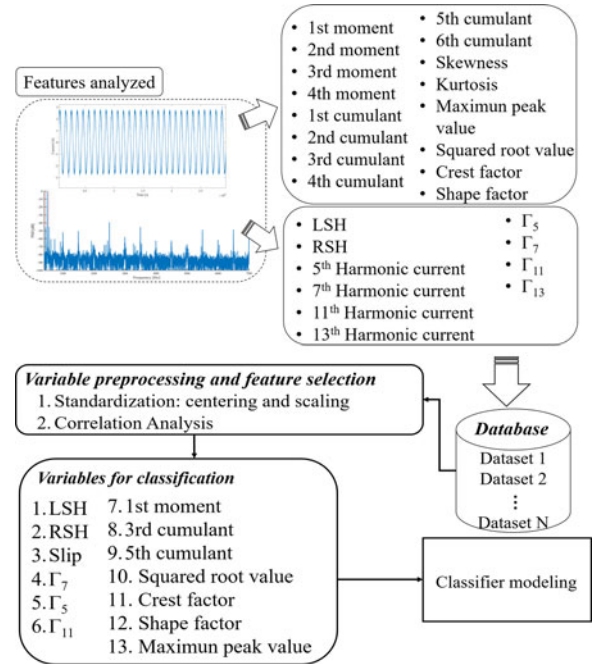 Features analyzed
• 1st moment
• 2nd moment
• 3rd moment
• 4th moment
• 1st cumulant
• 2nd cumulant
• 3rd cumulant
• 4th cumulant
• 5th cumulant
• 6th cumulant
• Skewness
• Kurtosis
• Maximun peak
value
• Squared root value
• Crest factor
• Shape factor
• LSH
• RSH
• 5th Harmonic current
• 7th Harmonic current
• 11th Harmonic current
• 13th Harmonic current
• Γ5
• Γ7
• Γ11
• Γ13
Variable preprocessing and feature selection
1. Standardization: centering and scaling
2. Correlation Analysis
Database
Dataset 1
Dataset 2
⋮
Dataset N
Variables for classification
1. LSH
2. RSH
3. Slip
4. Γ7
5. Γ5
6. Γ11
7. 1st moment
8. 3rd cumulant
9. 5th cumulant
10. Squared root value
11. Crest factor
12. Shape factor
13. Maximun peak value
Classifier modeling